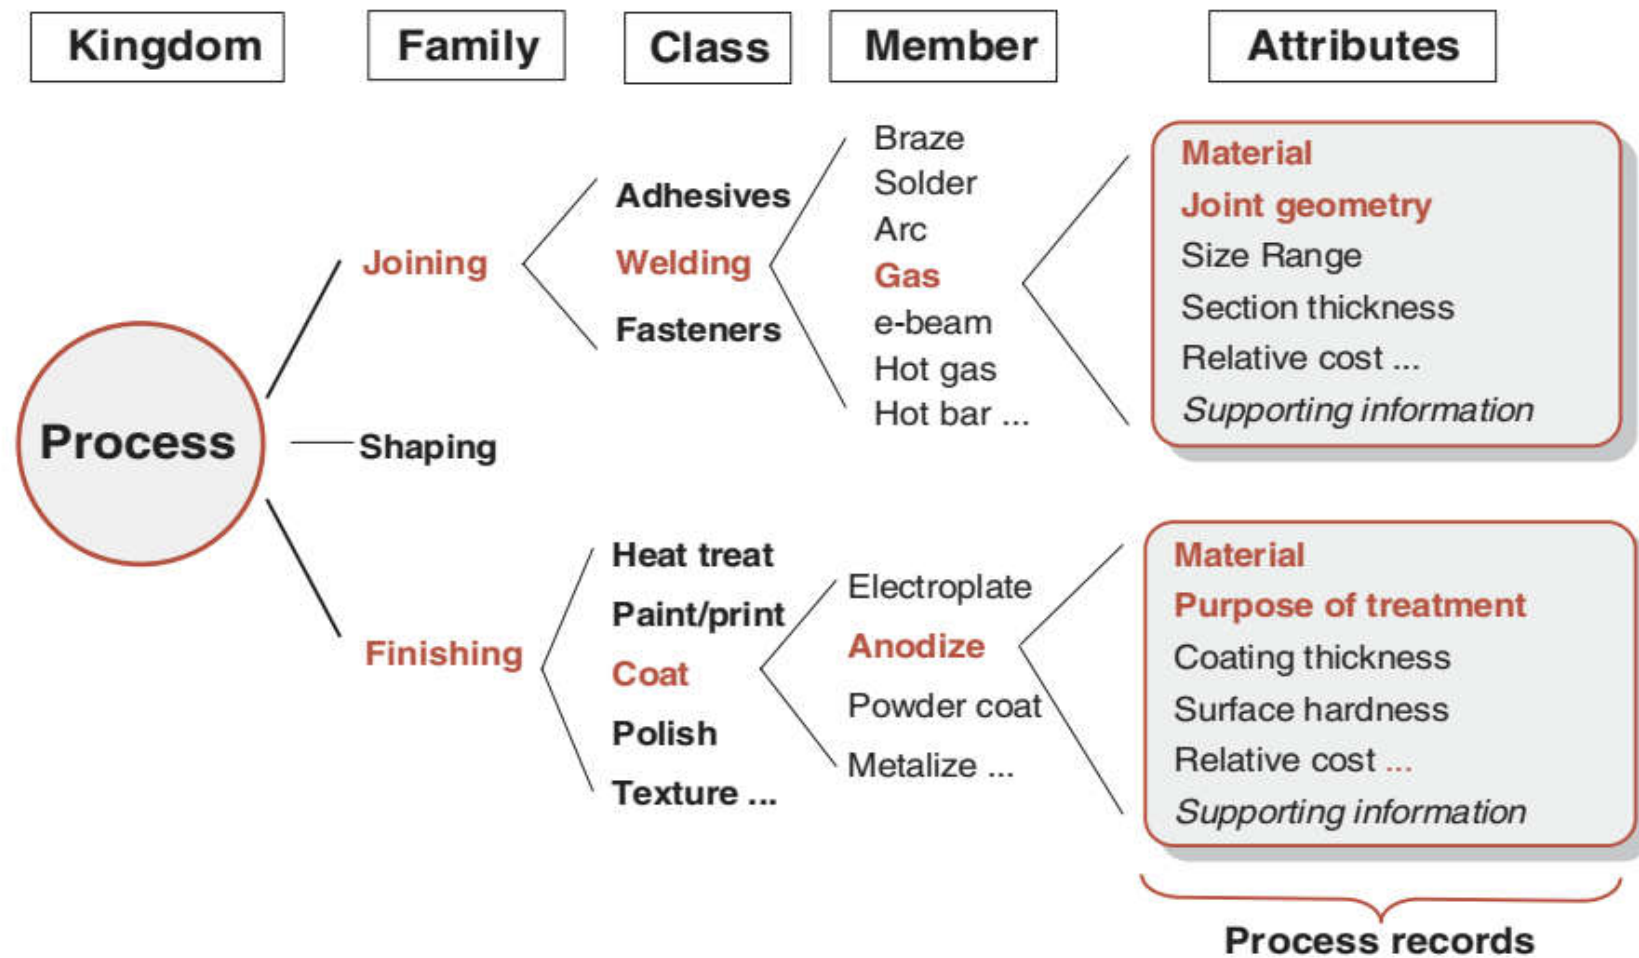 Kingdom
Family
Class
Member
Attributes
Process
Joining
Shaping
Finishing
Adhesives
Welding
Fasteners
Braze
Solder
Arc
Gas
e-beam
Hot gas
Hot bar ...
Material
Joint geometry
Size Range
Section thickness
Relative cost ...
Supporting information
Heat treat
Paint/print
Coat
Polish
Texture ...
Electroplate
Anodize
Powder coat
Metalize ...
Material
Purpose of treatment
Coating thickness
Surface hardness
Relative cost ...
Supporting information
Process records